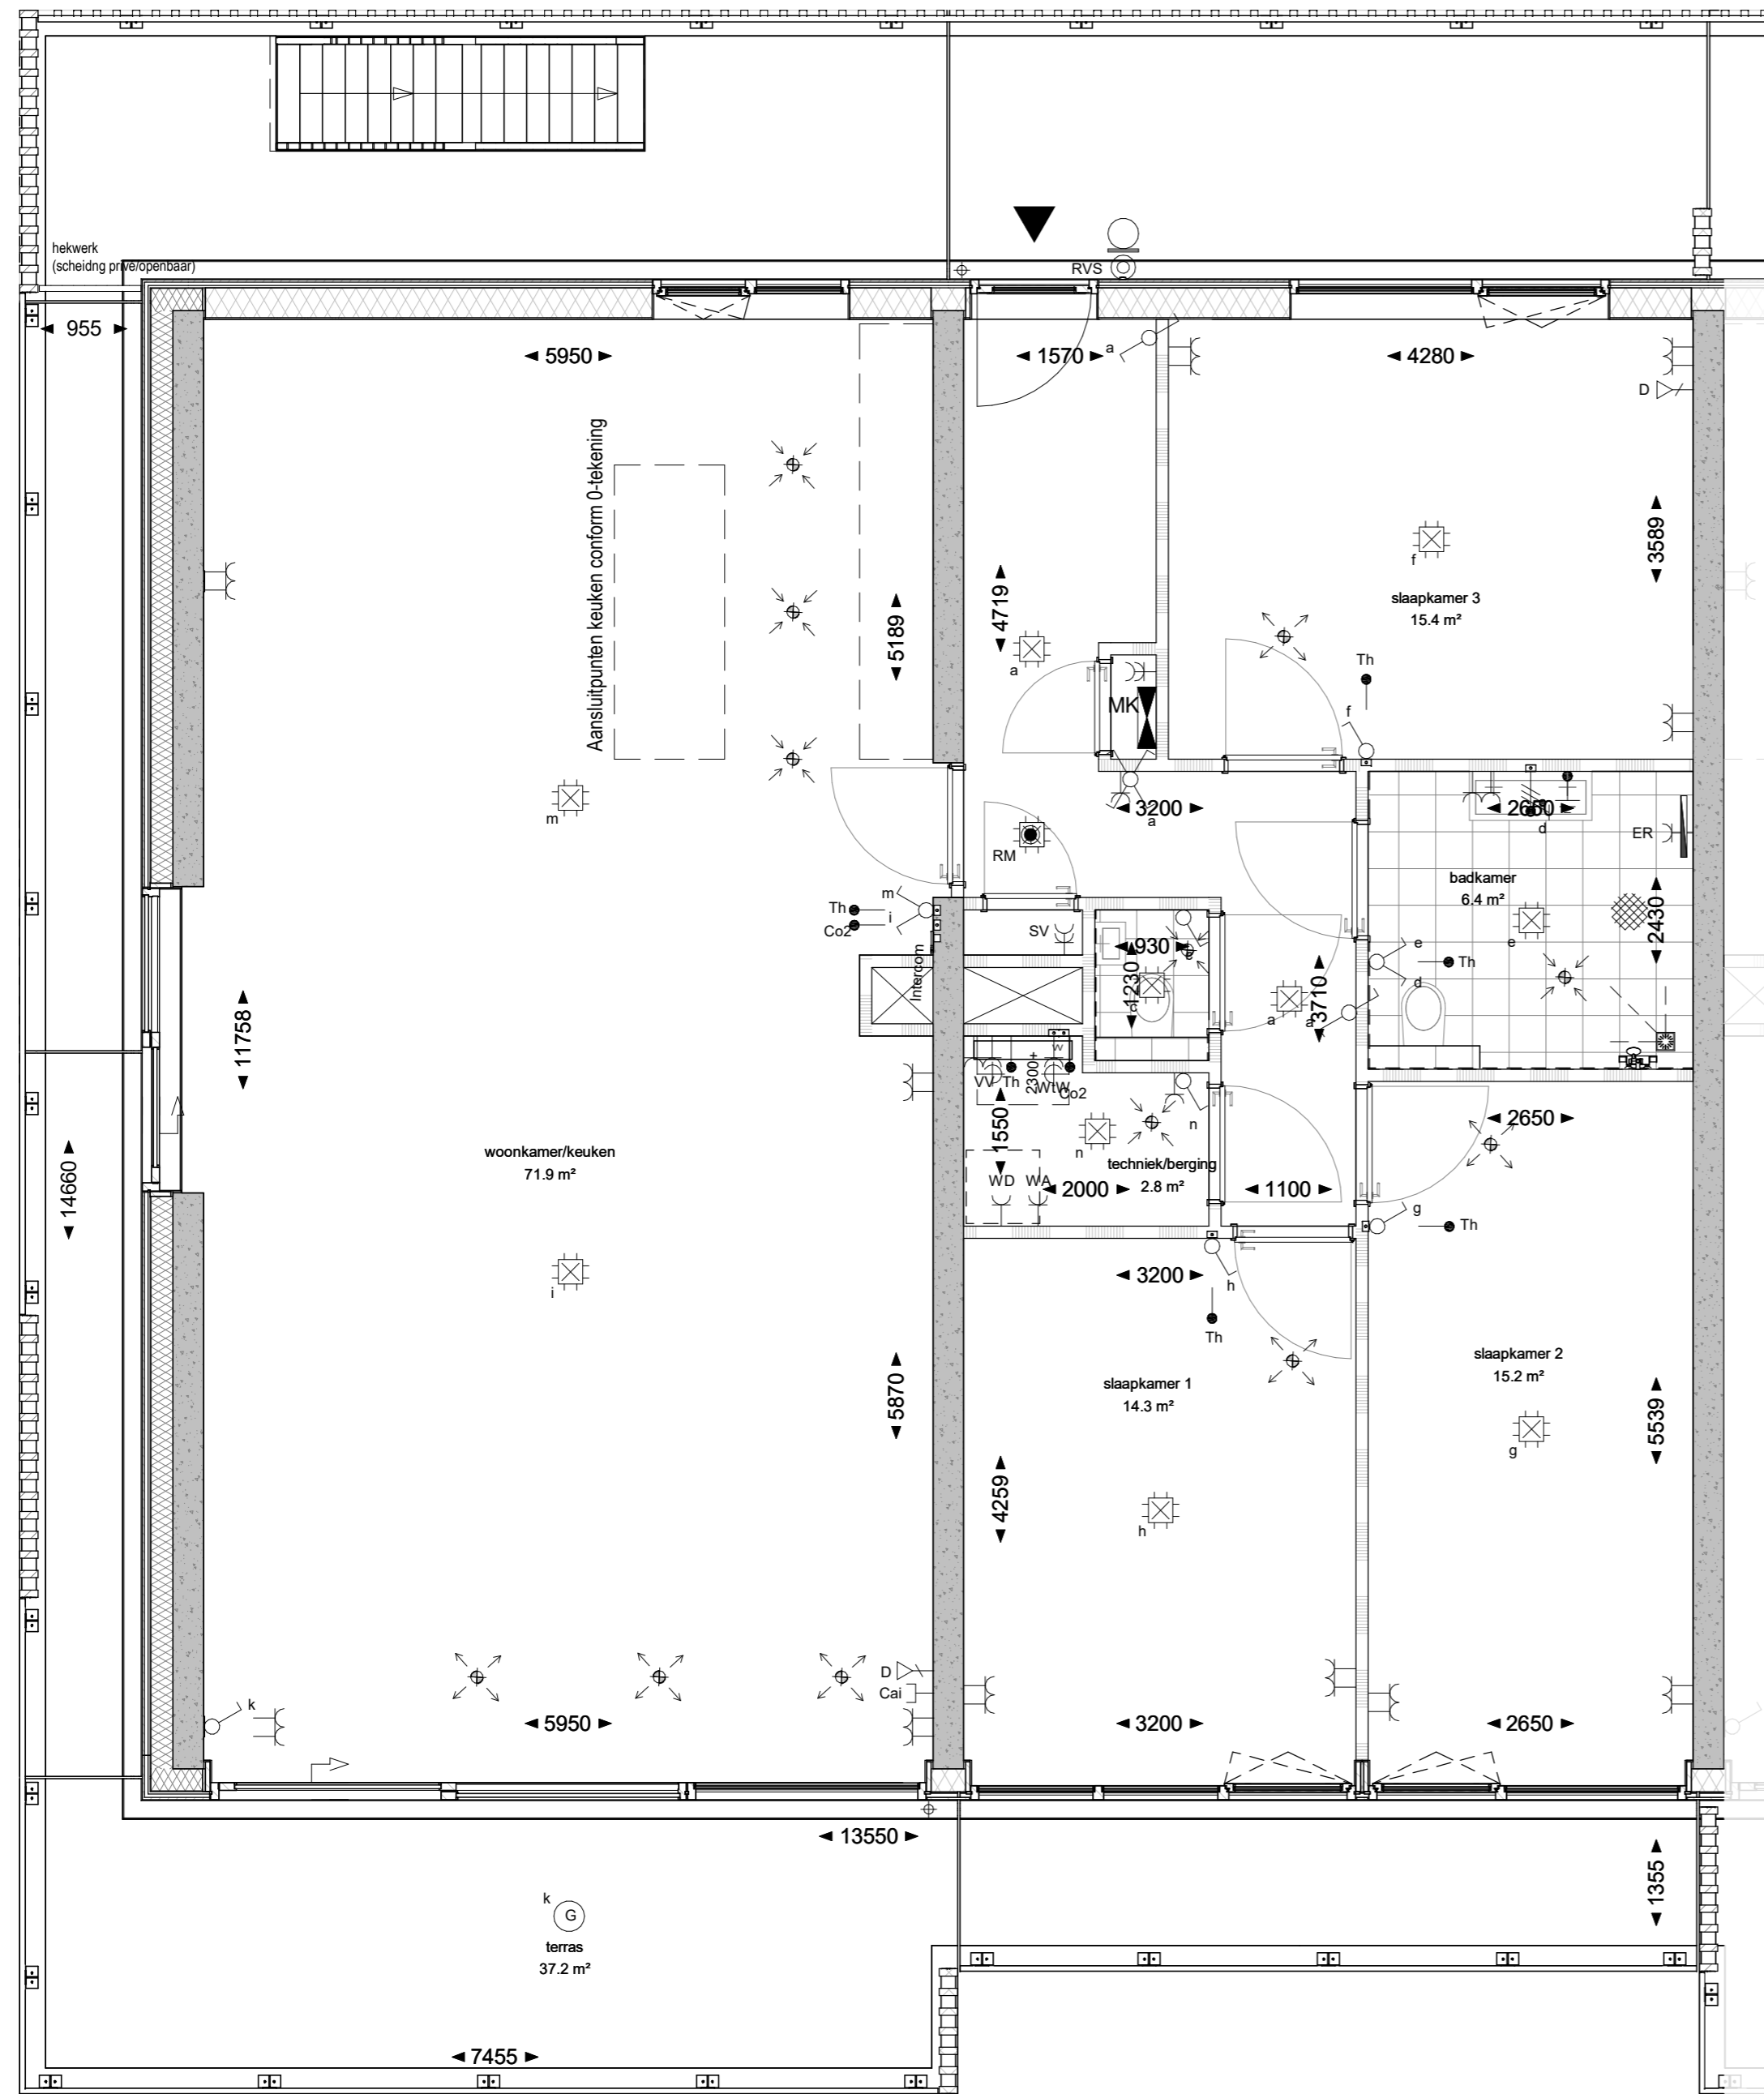 hekwerk
(scheidng privé/openbaar)
RVS
955
5950
1570
a
4280
D
Aansluitpunten keuken conform 0-tekening
3589
f
slaapkamer 3
15.4 m²
4719
5189
a
Th
MK
f
m
3200
a
2660
d
ER
RM
badkamer
6.4 m²
2430
m
Th
i
Co2
SV
930
e
e
Th
d
Intercom
1230
c
3710
a
a
11758
w
2300+
VV
Th
WtW
Co2
1550
n
n
2650
14660
woonkamer/keuken
71.9 m²
techniek/berging
2.8 m²
WD
WA
2000
1100
g
Th
i
3200
h
Th
slaapkamer 2
15.2 m²
slaapkamer 1
14.3 m²
5870
5539
g
4259
h
D
Cai
k
5950
3200
2650
13550
1355
k
G
terras
37.2 m²
7455